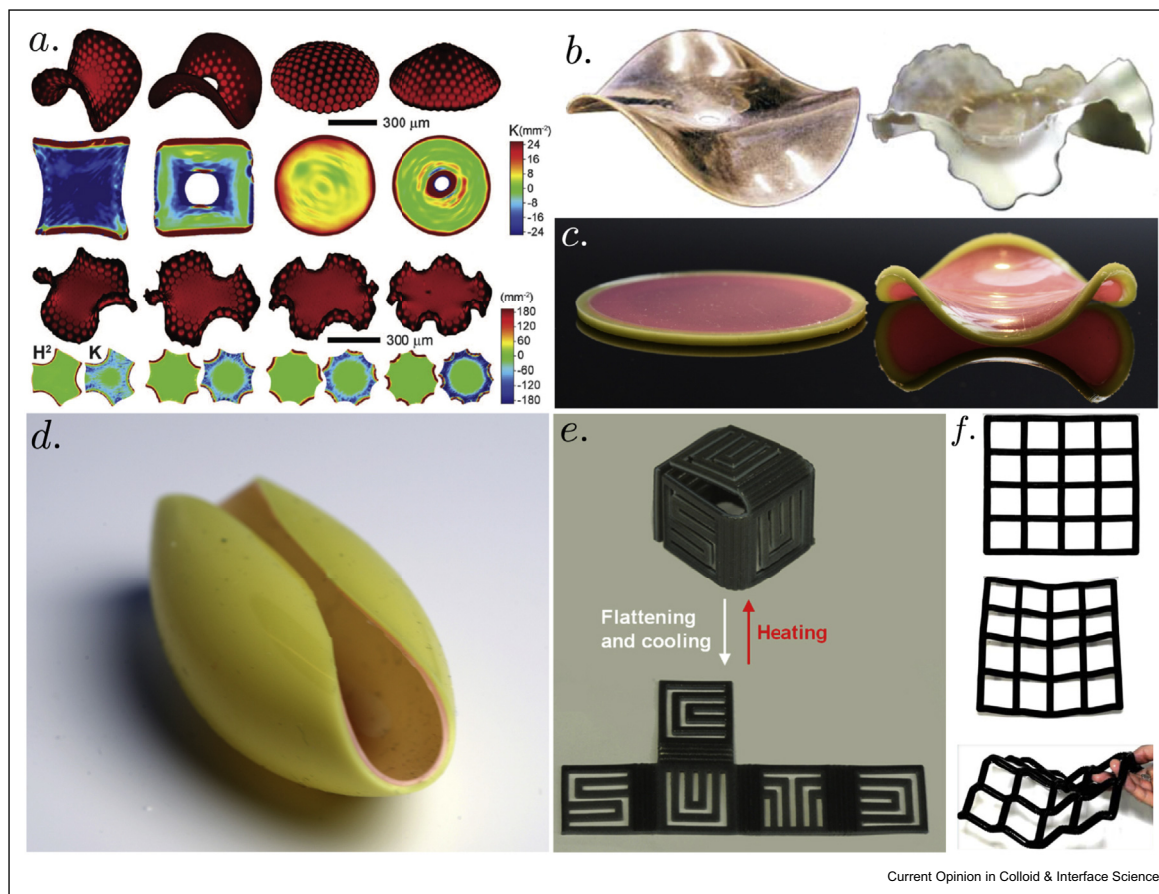 a.
300 μm
K(mm⁻²)
24
16
8
0
-8
-16
-24
300 μm
(mm⁻²)
180
120
60
0
-60
-120
-180
H² K
b.
c.
d.
e.
Flattening
and cooling
Heating
f.
Current Opinion in Colloid & Interface Science